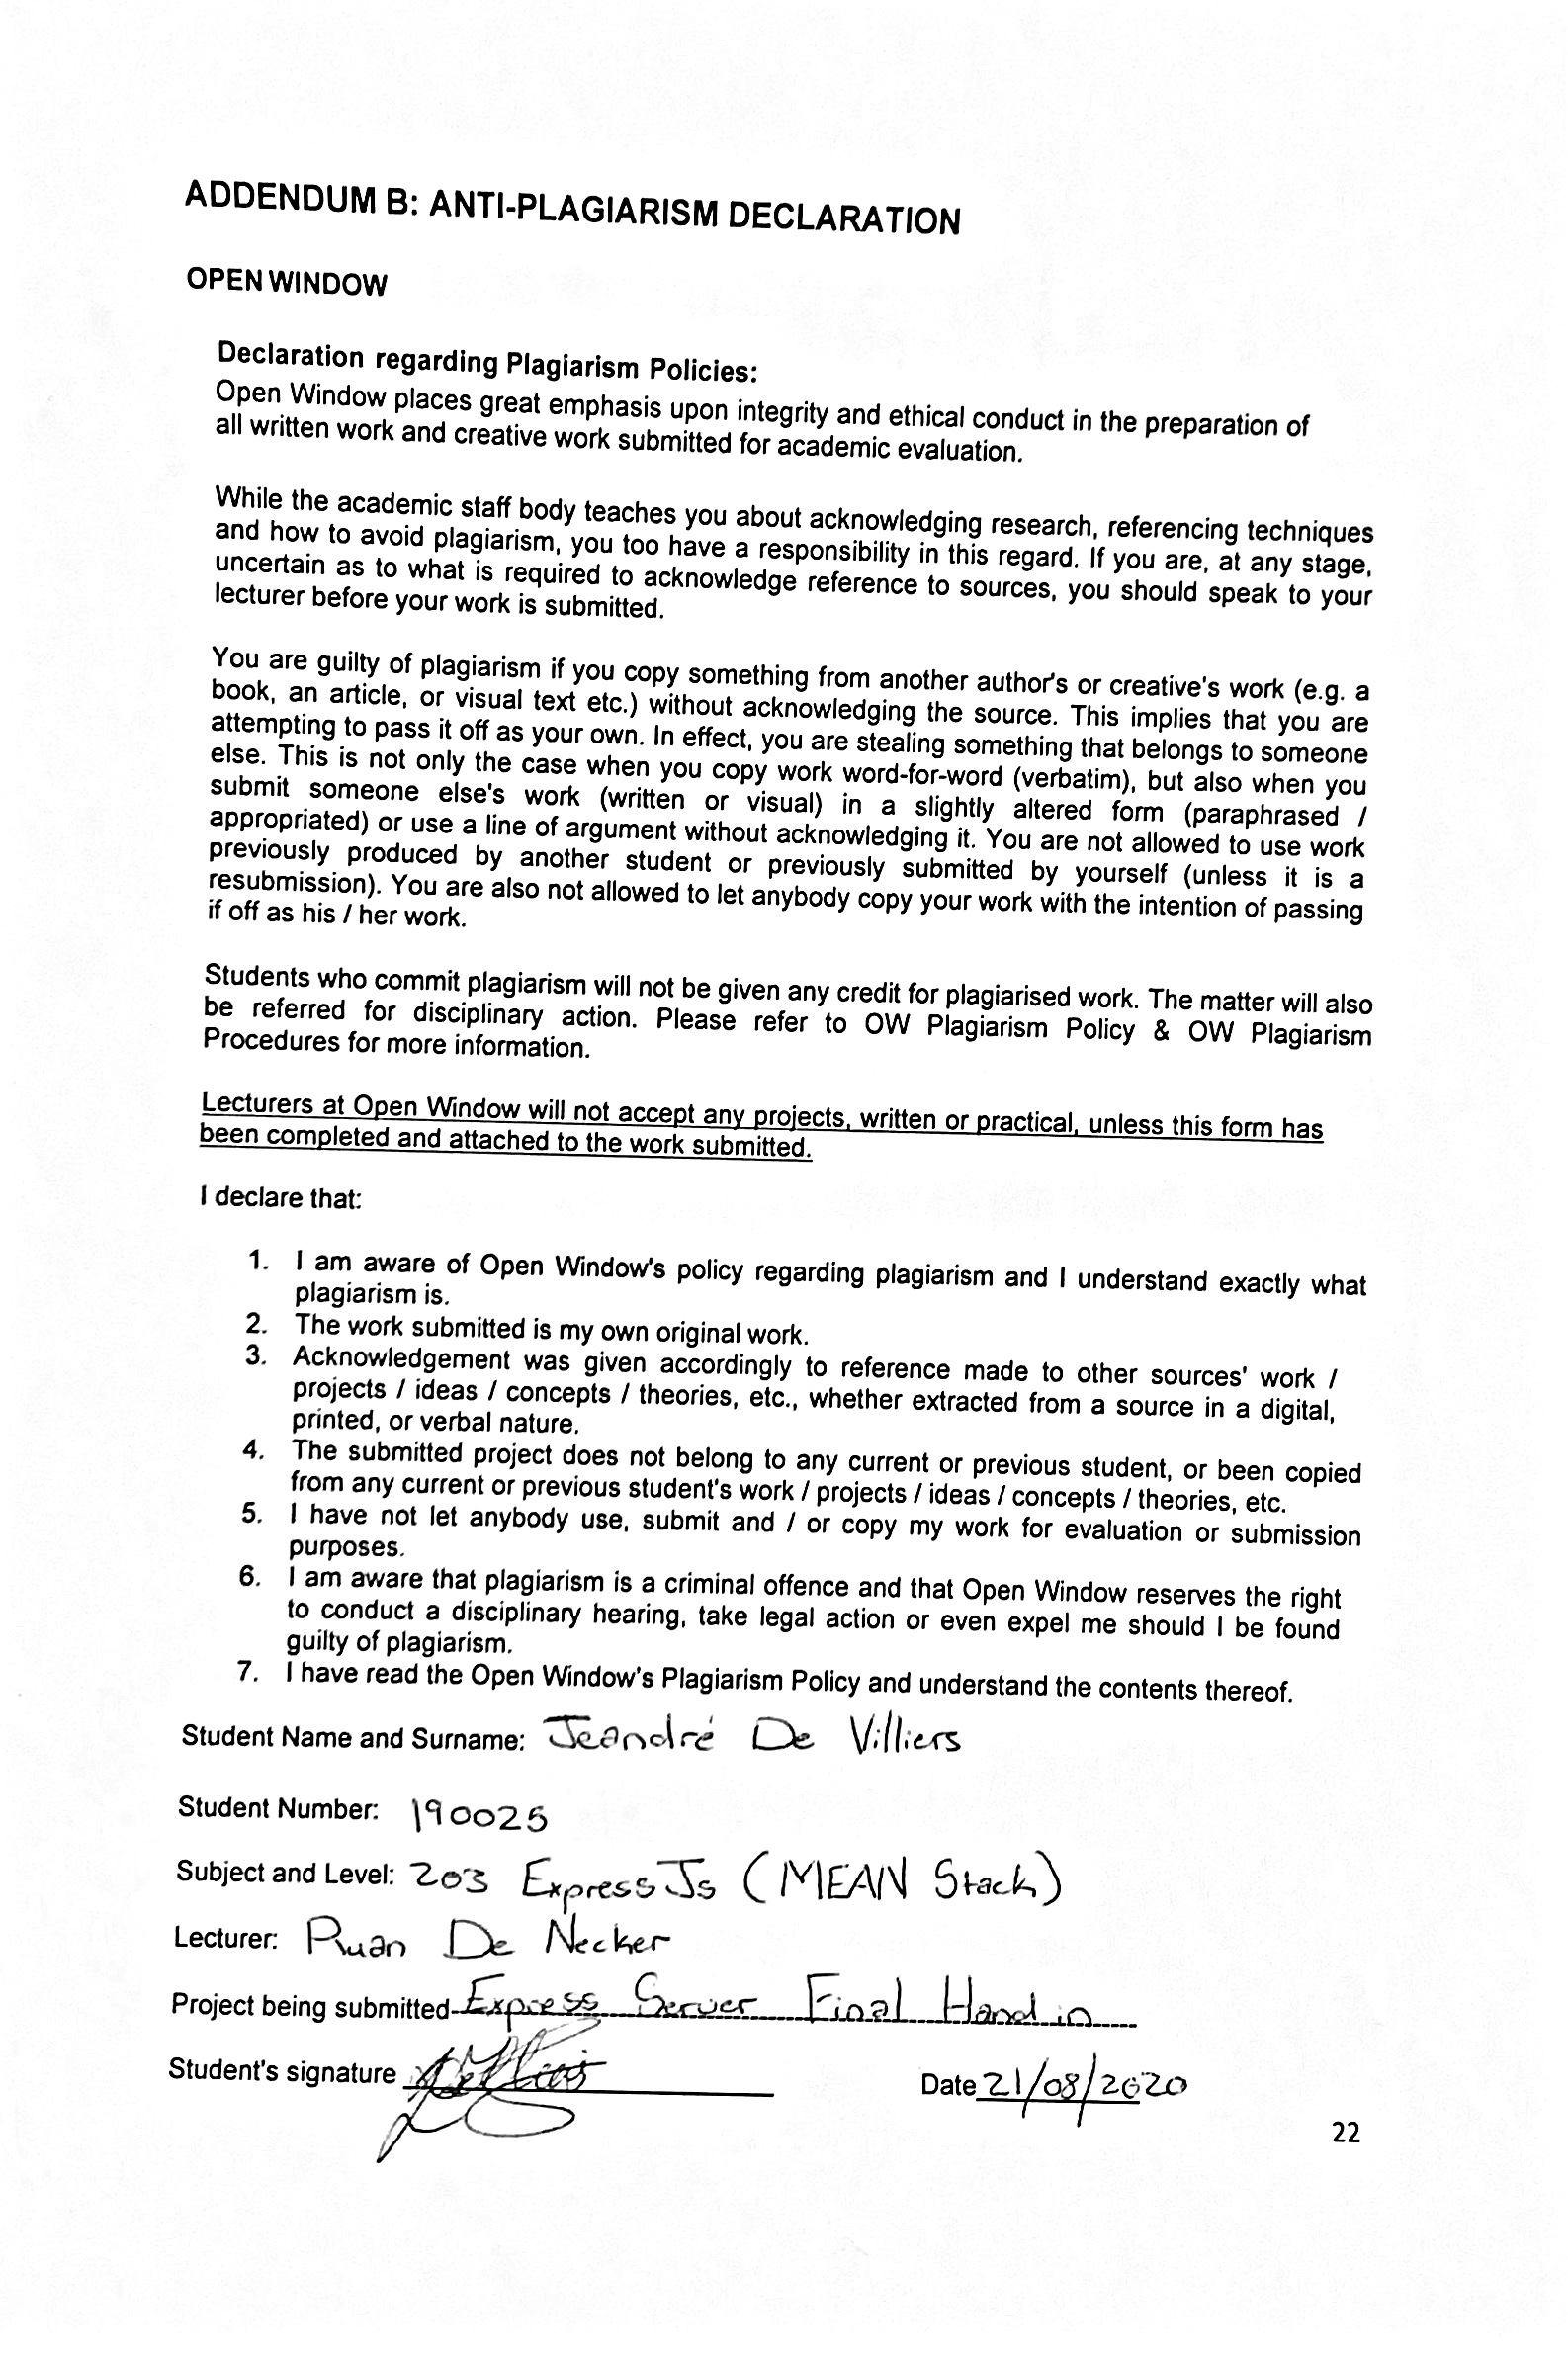 ADDENDUM B: ANTI-PLAGIARISM DECLARATION
OPEN WINDOW
Declaration regarding Plagiarism Policies:
Open Window places great emphasis upon integrity and ethical conduct in the preparation of
all written work and creative work submitted for academic evaluation.
While the academic staff body teaches you about acknowledging research, referencing techniques
and how to avoid plagiarism, you too have a responsibility in this regard. If you are, at any stage,
uncertain as to what is required to acknowledge reference to sources, you should speak to your
lecturer before your work is submitted.
You are guilty of plagiarism if you copy something from another author's or creative's work (e.g. a
book, an article, or visual text etc.) without acknowledging the source. This implies that you are
attempting to pass it off as your own. In effect, you are stealing something that belongs to someone
else. This is not only the case when you copy work word-for-word (verbatim), but also when you
submit someone else's work (written or visual) in a slightly altered form (paraphrased /
appropriated) or use a line of argument without acknowledging it. You are not allowed to use work
previously produced by another student or previously submitted by yourself (unless it is a
resubmission). You are also not allowed to let anybody copy your work with the intention of passing
if off as his / her work.
Students who commit plagiarism will not be given any credit for plagiarised work. The matter will also
be referred for disciplinary action. Please refer to OW Plagiarism Policy & OW Plagiarism
Procedures for more information.
Lecturers at Open Window will not accept any projects, written or practical, unless this form has
been completed and attached to the work submitted.
I declare that:
1. I am aware of Open Window's policy regarding plagiarism and I understand exactly what
plagiarism is.
2. The work submitted is my own original work.
3. Acknowledgement was given accordingly to reference made to other sources' work /
projects / ideas / concepts / theories, etc., whether extracted from a source in a digital,
printed, or verbal nature.
4. The submitted project does not belong to any current or previous student, or been copied
from any current or previous student's work / projects / ideas / concepts / theories, etc.
5. I have not let anybody use, submit and / or copy my work for evaluation or submission
purposes.
6. I am aware that plagiarism is a criminal offence and that Open Window reserves the right
to conduct a disciplinary hearing, take legal action or even expel me should I be found
guilty of plagiarism.
7. I have read the Open Window's Plagiarism Policy and understand the contents thereof.
Student Name and Surname: Jeandré De Villiers
Student Number: 190025
Subject and Level: 203 Express Js (MEAN Stack)
Lecturer: Ruan De Necker
Project being submitted Express Server Final Hand in
Student's signature Date 21/08/2020
22